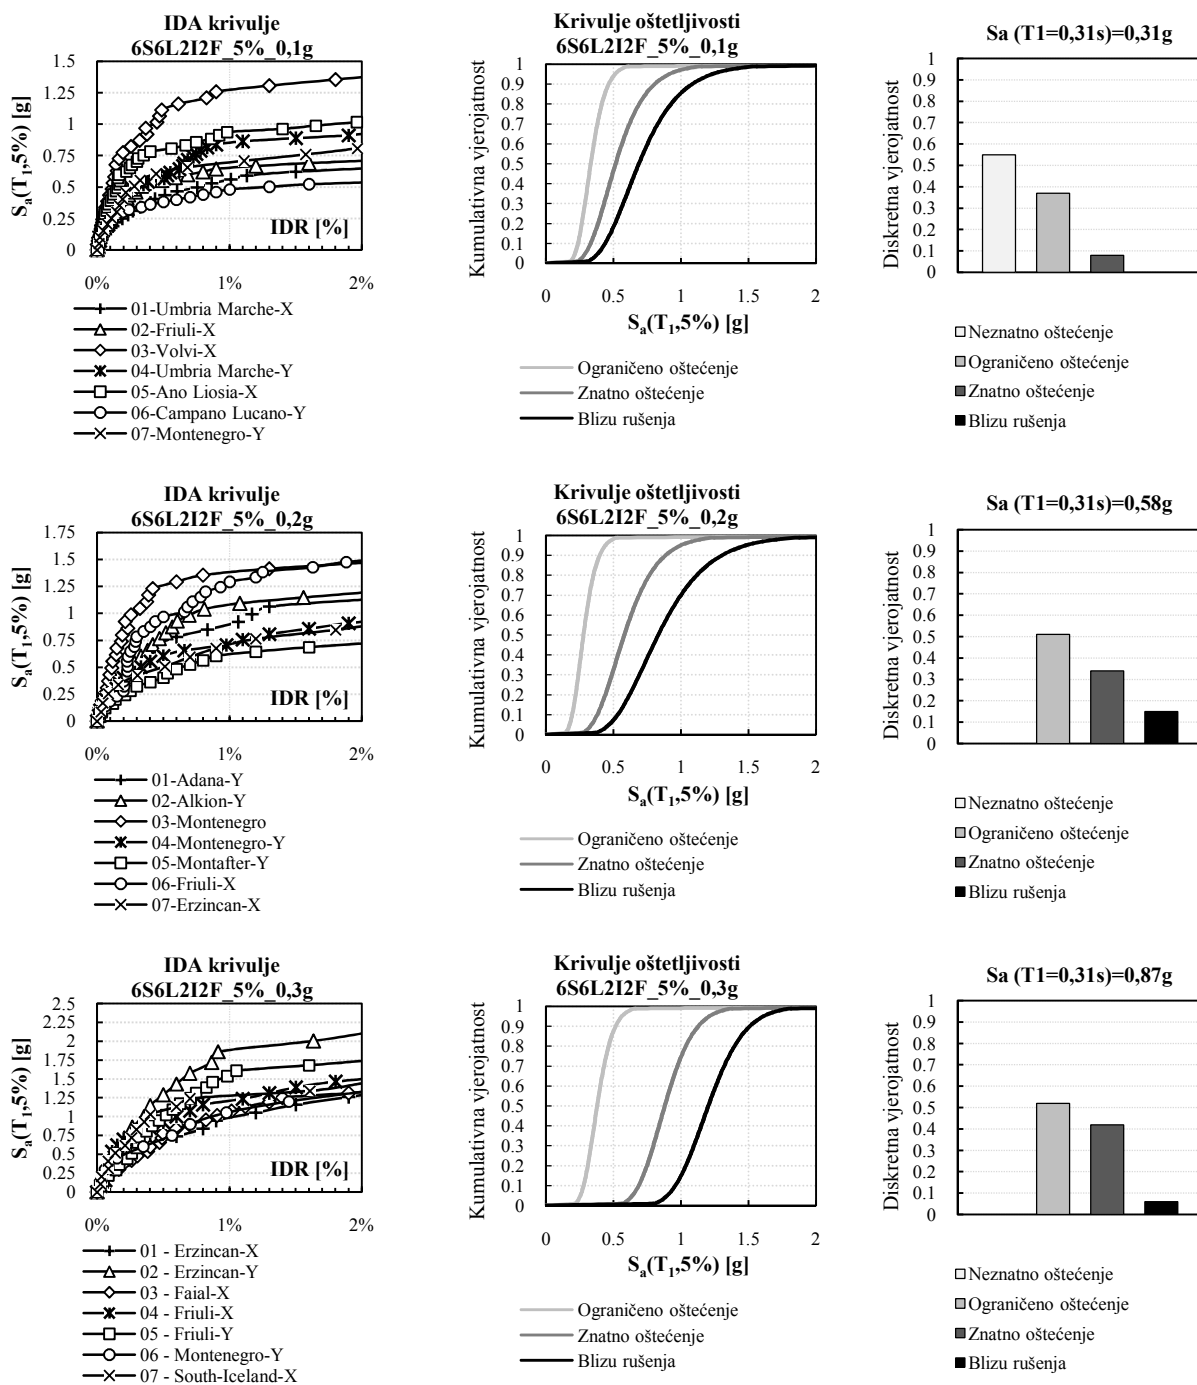 IDA krivulje
6S6L2I2F_5%_0,1g
Sa(T1,5%) [g]
1.5
1.25
1
0.75
0.5
0.25
0
IDR [%]
0% 1% 2%
01-Umbria Marche-X
02-Friuli-X
03-Volvi-X
04-Umbria Marche-Y
05-Ano Liosia-X
06-Campano Lucano-Y
07-Montenegro-Y
Krivulje oštetljivosti
6S6L2I2F_5%_0,1g
Kumulativna vjerojatnost
1
0.9
0.8
0.7
0.6
0.5
0.4
0.3
0.2
0.1
0
0 0.5 1 1.5 2
Sa(T1,5%) [g]
Ograničeno oštećenje
Znatno oštećenje
Blizu rušenja
Sa (T1=0,31s)=0,31g
Diskretna vjerojatnost
1
0.9
0.8
0.7
0.6
0.5
0.4
0.3
0.2
0.1
0
Neznatno oštećenje
Ograničeno oštećenje
Znatno oštećenje
Blizu rušenja
IDA krivulje
6S6L2I2F_5%_0,2g
Sa(T1,5%) [g]
1.75
1.5
1.25
1
0.75
0.5
0.25
0
IDR [%]
0% 1% 2%
01-Adana-Y
02-Alkion-Y
03-Montenegro
04-Montenegro-Y
05-Montafter-Y
06-Friuli-X
07-Erzincan-X
Krivulje oštetljivosti
6S6L2I2F_5%_0,2g
Kumulativna vjerojatnost
1
0.9
0.8
0.7
0.6
0.5
0.4
0.3
0.2
0.1
0
0 0.5 1 1.5 2
Sa(T1,5%) [g]
Ograničeno oštećenje
Znatno oštećenje
Blizu rušenja
Sa (T1=0,31s)=0,58g
Diskretna vjerojatnost
1
0.9
0.8
0.7
0.6
0.5
0.4
0.3
0.2
0.1
0
Neznatno oštećenje
Ograničeno oštećenje
Znatno oštećenje
Blizu rušenja
IDA krivulje
6S6L2I2F_5%_0,3g
Sa(T1,5%) [g]
2.5
2.25
2
1.75
1.5
1.25
1
0.75
0.5
0.25
0
IDR [%]
0% 1% 2%
01 - Erzincan-X
02 - Erzincan-Y
03 - Faial-X
04 - Friuli-X
05 - Friuli-Y
06 - Montenegro-Y
07 - South-Iceland-X
Krivulje oštetljivosti
6S6L2I2F_5%_0,3g
Kumulativna vjerojatnost
1
0.9
0.8
0.7
0.6
0.5
0.4
0.3
0.2
0.1
0
0 0.5 1 1.5 2
Sa(T1,5%) [g]
Ograničeno oštećenje
Znatno oštećenje
Blizu rušenja
Sa (T1=0,31s)=0,87g
Diskretna vjerojatnost
1
0.9
0.8
0.7
0.6
0.5
0.4
0.3
0.2
0.1
0
Neznatno oštećenje
Ograničeno oštećenje
Znatno oštećenje
Blizu rušenja